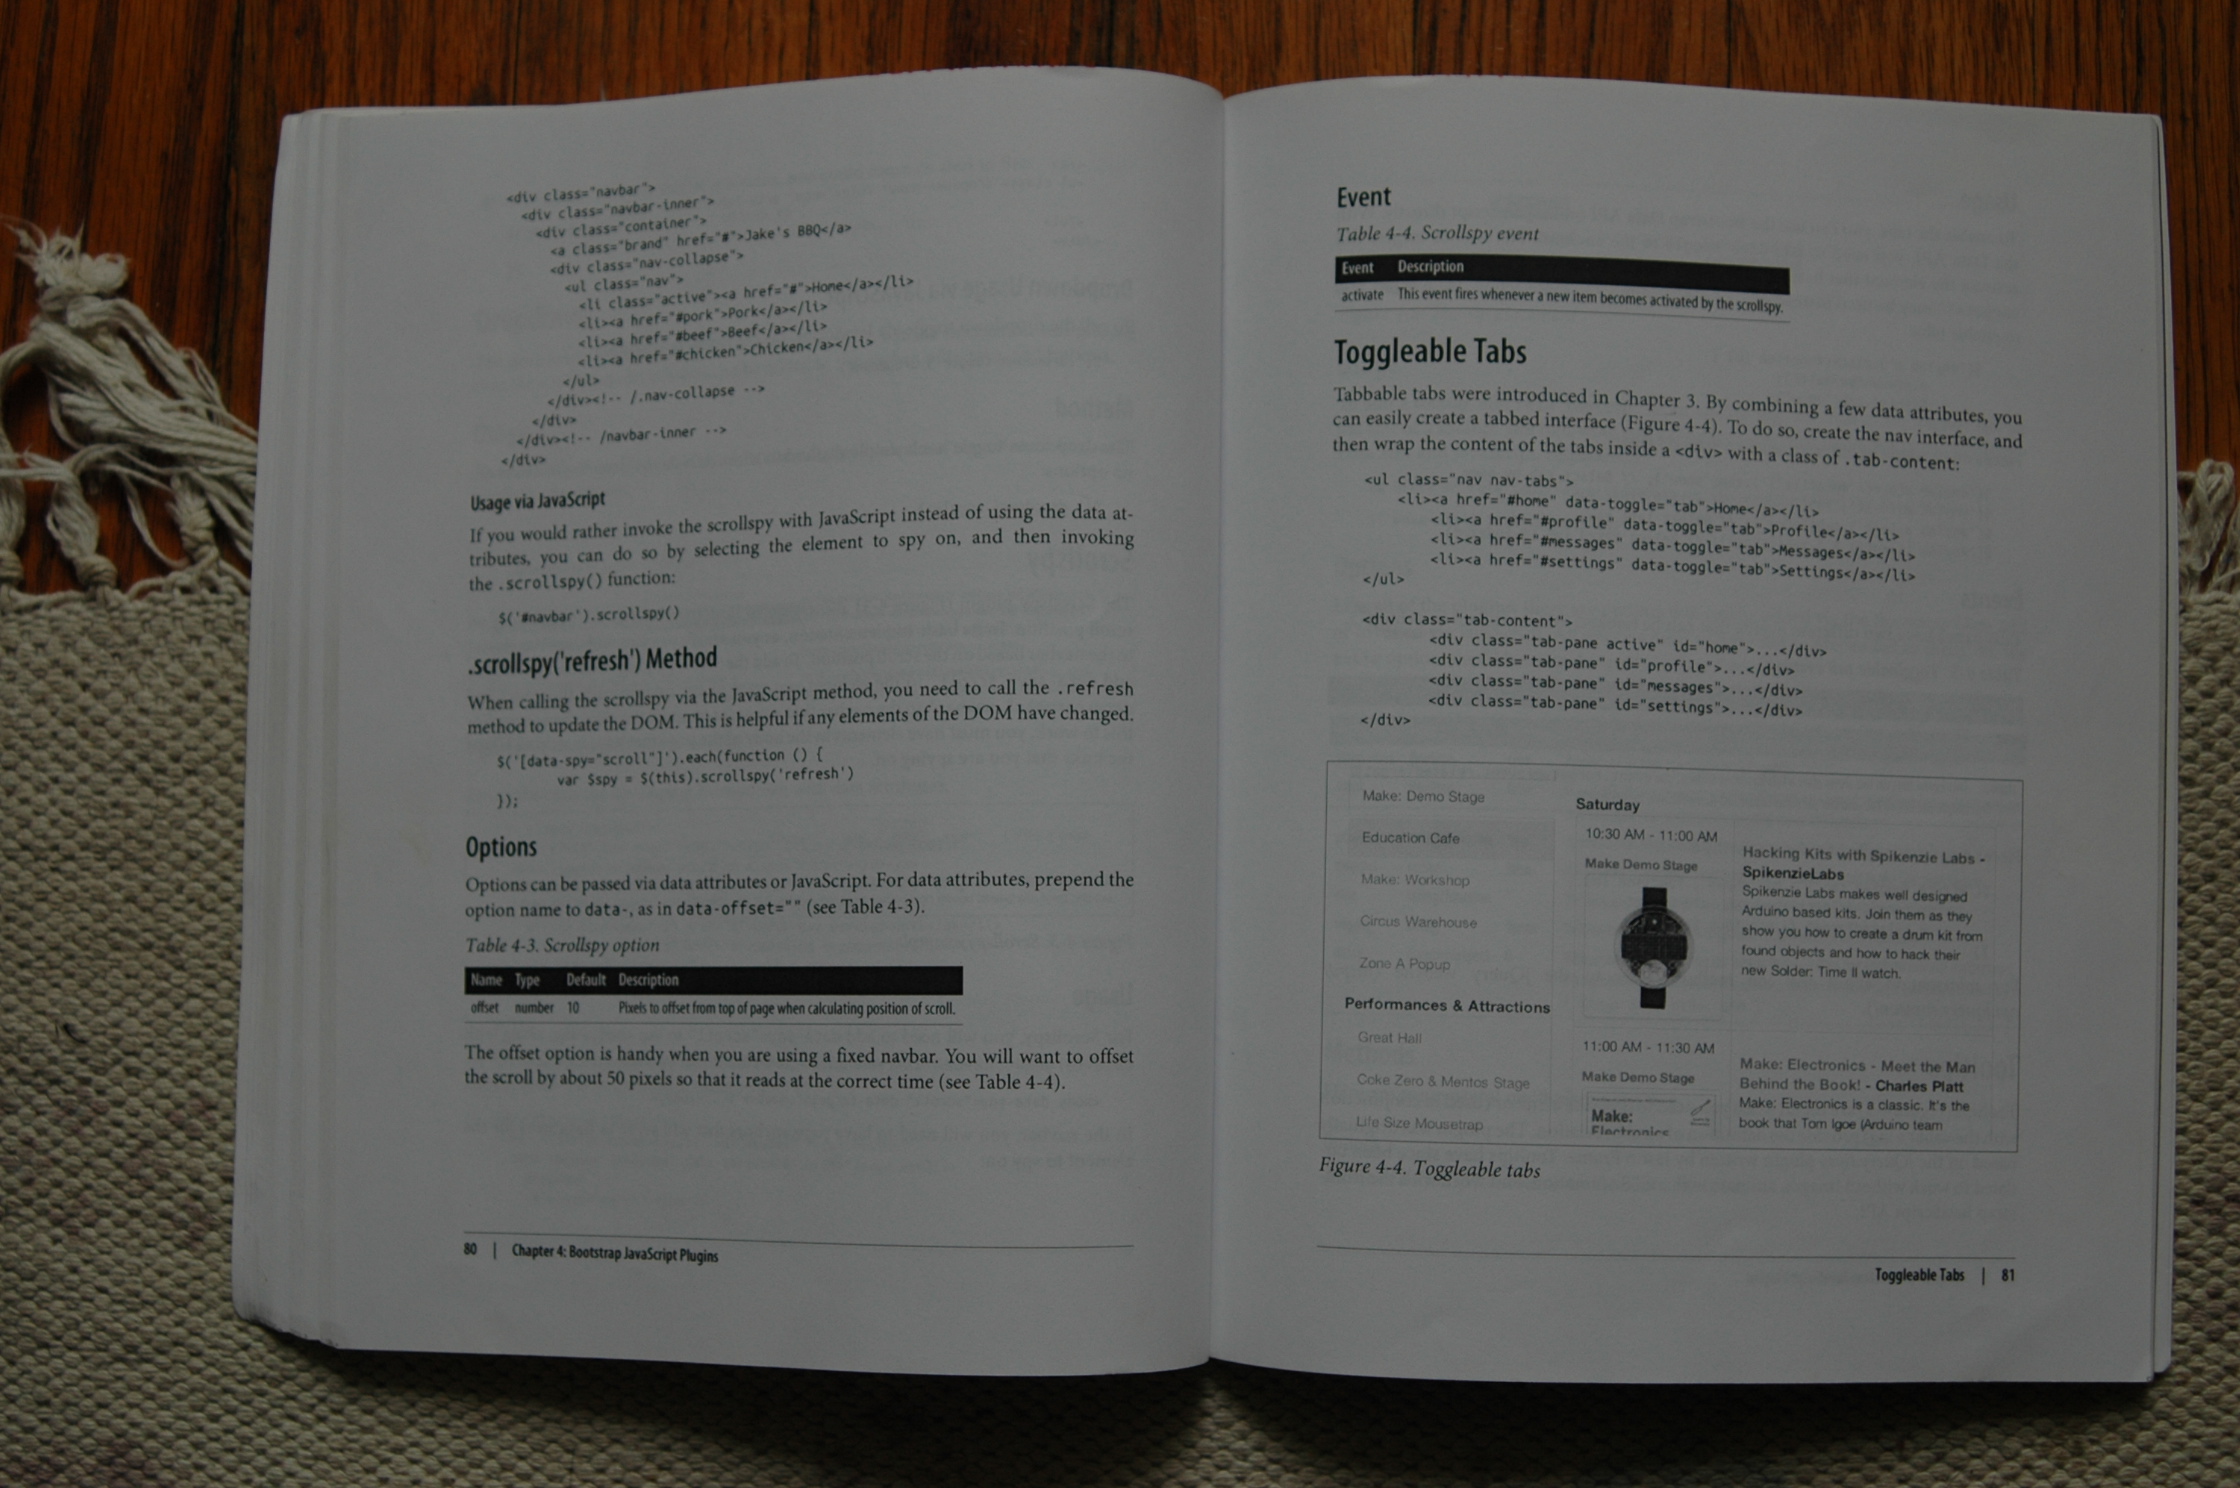 <div class="navbar">
<div class="navbar-inner">
<div class="container">
<a class="brand" href="#">Jake's BBQ</a>
<div class="nav-collapse">
<ul class="nav">
<li class="active"><a href="#">Home</a></li>
<li><a href="#pork">Pork</a></li>
<li><a href="#beef">Beef</a></li>
<li><a href="#chicken">Chicken</a></li>
</ul>
</div><!-- /.nav-collapse -->
</div>
</div><!-- /navbar-inner -->
</div>
Usage via JavaScript
If you would rather invoke the scrollspy with JavaScript instead of using the data at-
tributes, you can do so by selecting the element to spy on, and then invoking
the .scrollspy() function:
$('#navbar').scrollspy()
.scrollspy('refresh') Method
When calling the scrollspy via the JavaScript method, you need to call the .refresh
method to update the DOM. This is helpful if any elements of the DOM have changed.
$('[data-spy="scroll"]').each(function () {
var $spy = $(this).scrollspy('refresh')
});
Options
Options can be passed via data attributes or JavaScript. For data attributes, prepend the
option name to data-, as in data-offset="" (see Table 4-3).
Table 4-3. Scrollspy option
Name Type Default Description
offset number 10 Pixels to offset from top of page when calculating position of scroll.
The offset option is handy when you are using a fixed navbar. You will want to offset
the scroll by about 50 pixels so that it reads at the correct time (see Table 4-4).
80 | Chapter 4: Bootstrap JavaScript Plugins
Event
Table 4-4. Scrollspy event
Event Description
activate This event fires whenever a new item becomes activated by the scrollspy.
Toggleable Tabs
Tabbable tabs were introduced in Chapter 3. By combining a few data attributes, you
can easily create a tabbed interface (Figure 4-4). To do so, create the nav interface, and
then wrap the content of the tabs inside a <div> with a class of .tab-content:
<ul class="nav nav-tabs">
<li><a href="#home" data-toggle="tab">Home</a></li>
<li><a href="#profile" data-toggle="tab">Profile</a></li>
<li><a href="#messages" data-toggle="tab">Messages</a></li>
<li><a href="#settings" data-toggle="tab">Settings</a></li>
</ul>
<div class="tab-content">
<div class="tab-pane active" id="home">...</div>
<div class="tab-pane" id="profile">...</div>
<div class="tab-pane" id="messages">...</div>
<div class="tab-pane" id="settings">...</div>
</div>
Make: Demo Stage
Education Cafe
Make: Workshop
Circus Warehouse
Zone A Popup
Performances & Attractions
Great Hall
Coke Zero & Mentos Stage
Life Size Mousetrap
Saturday
10:30 AM - 11:00 AM
Make Demo Stage
Hacking Kits with Spikenzie Labs -
SpikenzieLabs
Spikenzie Labs makes well designed
Arduino based kits. Join them as they
show you how to create a drum kit from
found objects and how to hack their
new Solder: Time II watch.
11:00 AM - 11:30 AM
Make Demo Stage
Make:
Electronics
Make: Electronics - Meet the Man
Behind the Book! - Charles Platt
Make: Electronics is a classic. It's the
book that Tom Igoe (Arduino team
Figure 4-4. Toggleable tabs
Toggleable Tabs | 81